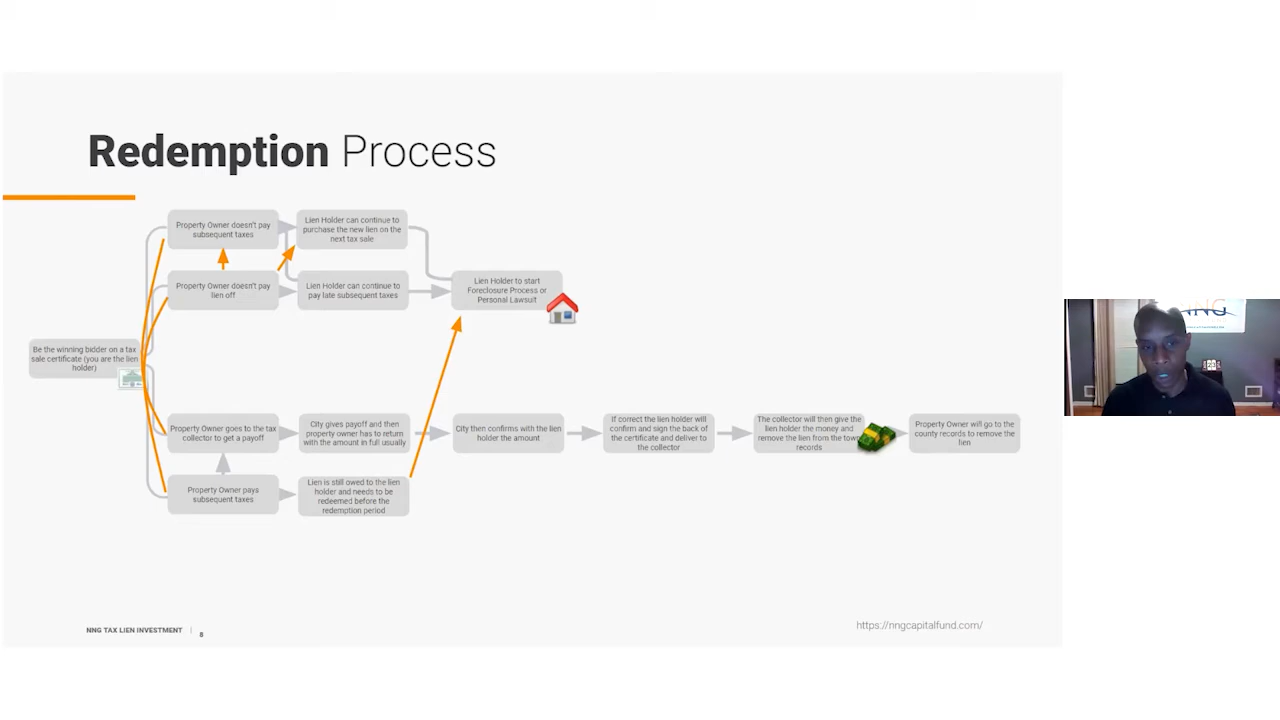 Redemption Process
Property Owner doesn't pay
subsequent taxes
Lien Holder can continue to
purchase the new lien on the
next tax sale
Property Owner doesn't pay
lien off
Lien Holder can continue to
pay late subsequent taxes
Lien Holder to start
Foreclosure Process or
Personal Lawsuit
Be the winning bidder on a tax
sale certificate (you are the lien
holder)
Property Owner goes to the tax
collector to get a payoff
City gives payoff and then
property owner has to return
with the amount in full usually
City then confirms with the lien
holder the amount
If correct the lien holder will
confirm and sign the back of
the certificate and deliver to
the collector
The collector will then give the
lien holder the money and
remove the lien from the town
records
Property Owner will go to the
county records to remove the
lien
Property Owner pays
subsequent taxes
Lien is still owed to the lien
holder and needs to be
redeemed before the
redemption period
NNG TAX LIEN INVESTMENT | 8
https://nngcapitalfund.com/
NNG